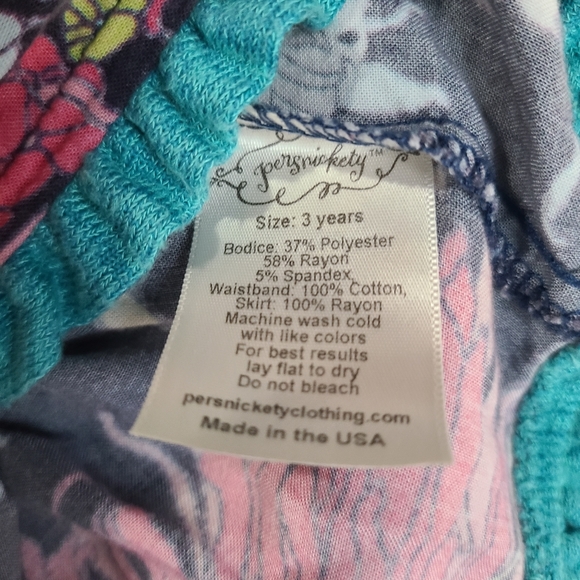 persnickety™
Size: 3 years
Bodice: 37% Polyester
58% Rayon
5% Spandex,
Waistband: 100% Cotton,
Skirt: 100% Rayon
Machine wash cold
with like colors
For best results
lay flat to dry
Do not bleach
persnicketyclothing.com
Made in the USA